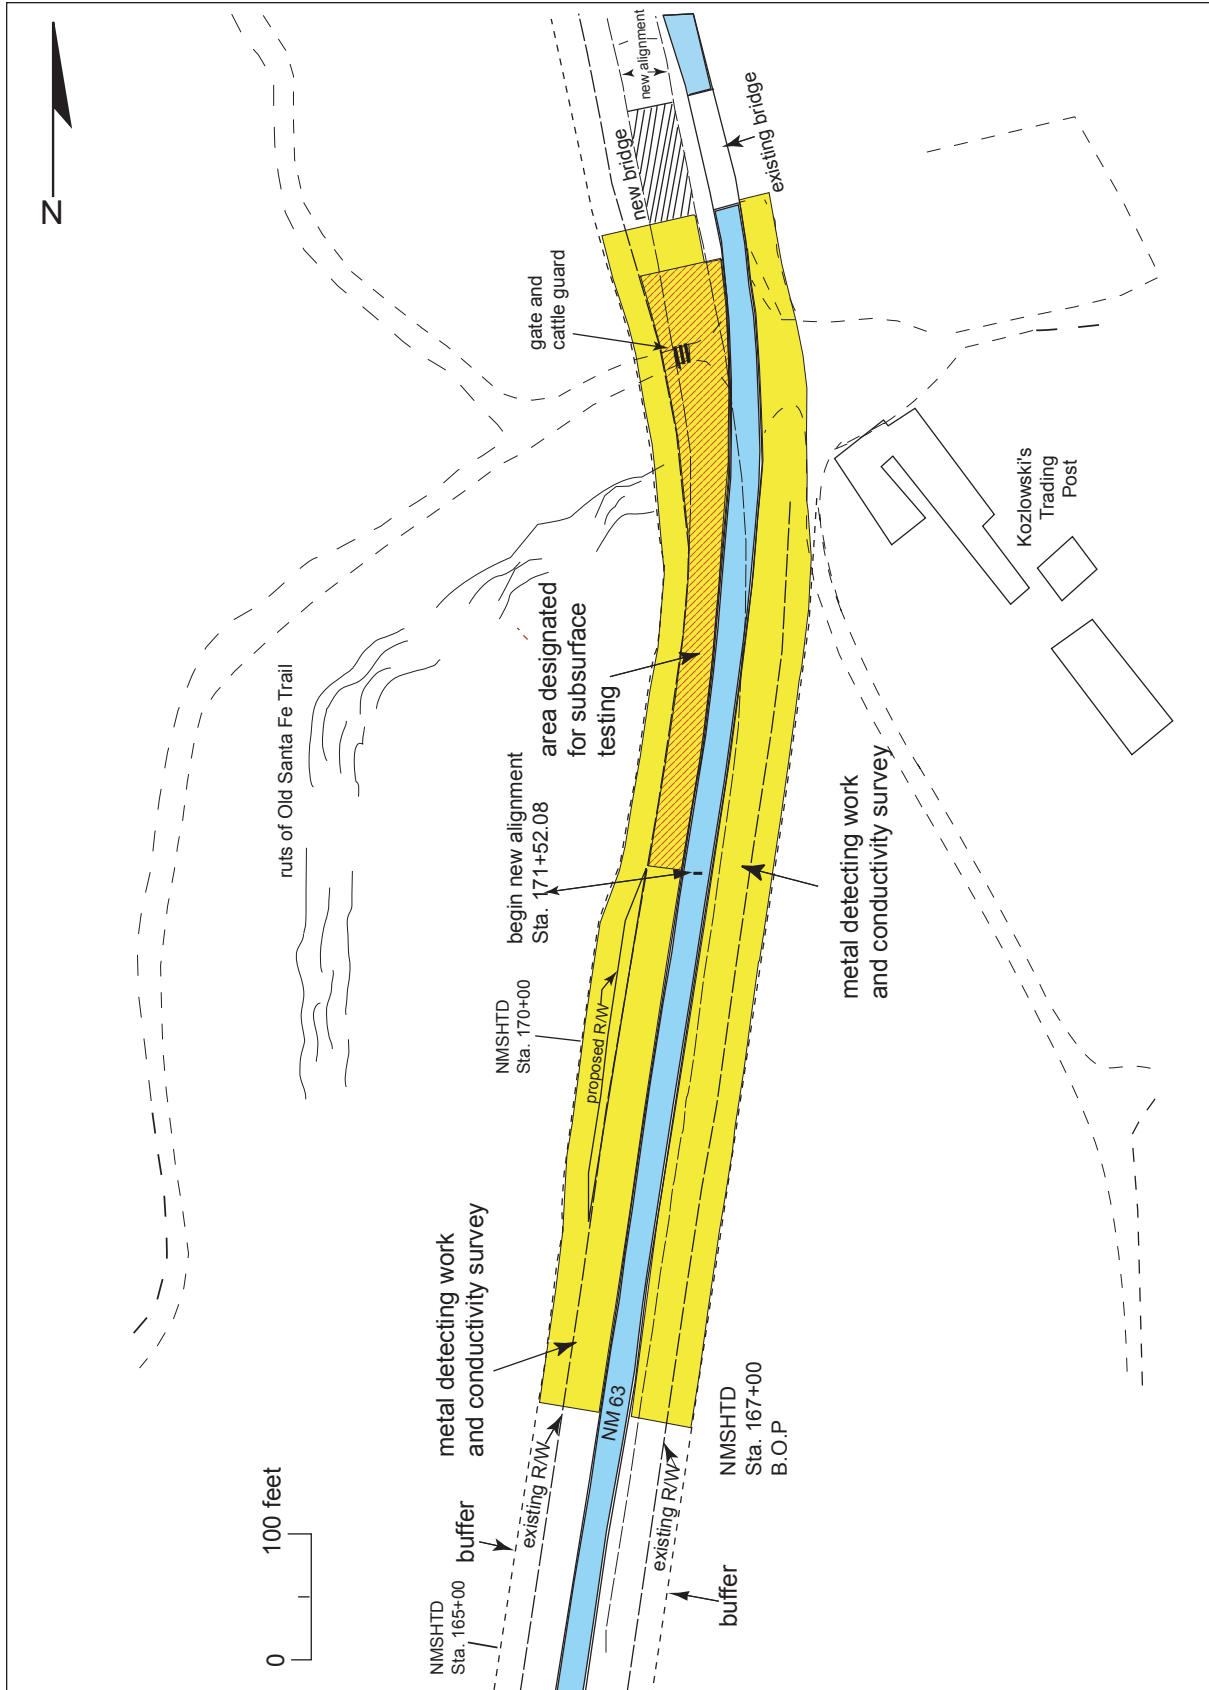 N
new alignment
new bridge
existing bridge
gate and
cattle guard
Kozlowski's
Trading
Post
ruts of Old Santa Fe Trail
area designated
for subsurface
testing
begin new alignment
Sta. 171+52.08
metal detecting work
and conductivity survey
NMSHTD
Sta. 170+00
proposed R/W
metal detecting work
and conductivity survey
NM 63
NMSHTD
Sta. 167+00
B.O.P
existing R/W
existing R/W
buffer
buffer
NMSHTD
Sta. 165+00
0
100 feet